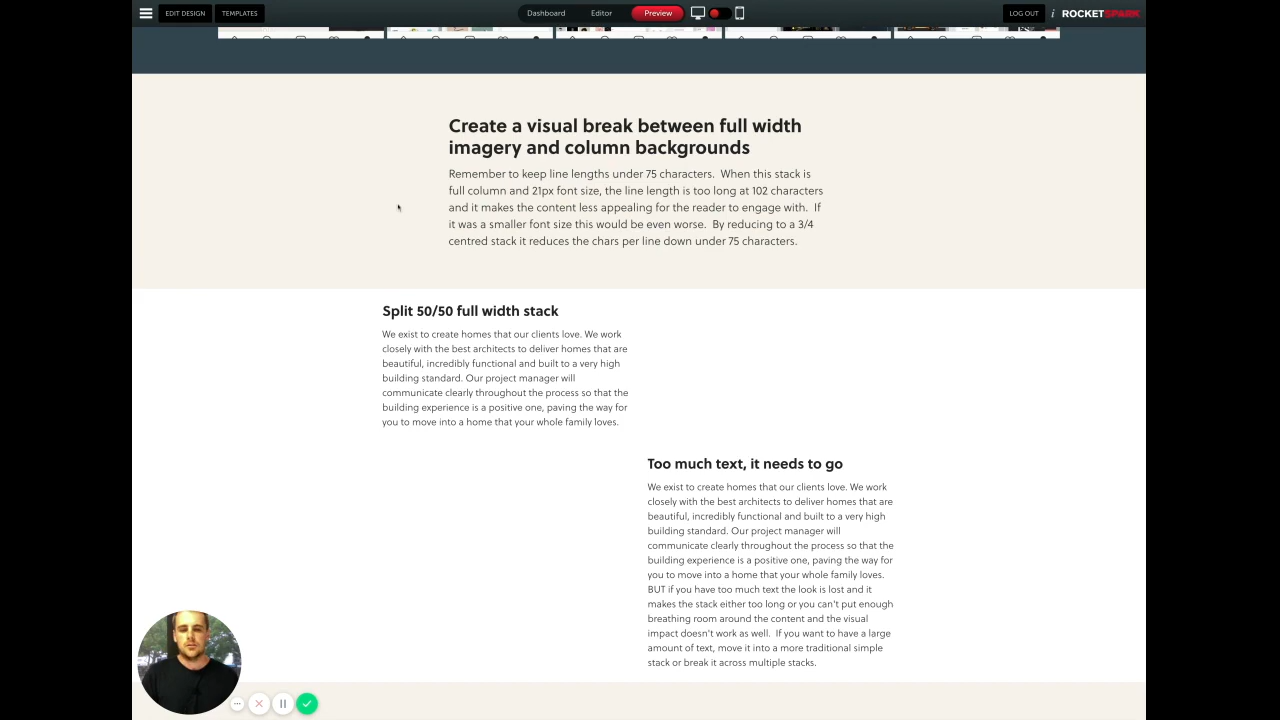 EDIT DESIGN TEMPLATES Dashboard Editor Preview LOG OUT i ROCKETSPARK
Create a visual break between full width
imagery and column backgrounds
Remember to keep line lengths under 75 characters.  When this stack is
full column and 21px font size, the line length is too long at 102 characters
and it makes the content less appealing for the reader to engage with.  If
it was a smaller font size this would be even worse.  By reducing to a 3/4
centred stack it reduces the chars per line down under 75 characters.
Split 50/50 full width stack
We exist to create homes that our clients love. We work
closely with the best architects to deliver homes that are
beautiful, incredibly functional and built to a very high
building standard. Our project manager will
communicate clearly throughout the process so that the
building experience is a positive one, paving the way for
you to move into a home that your whole family loves.
Too much text, it needs to go
We exist to create homes that our clients love. We work
closely with the best architects to deliver homes that are
beautiful, incredibly functional and built to a very high
building standard. Our project manager will
communicate clearly throughout the process so that the
building experience is a positive one, paving the way for
you to move into a home that your whole family loves.
BUT if you have too much text the look is lost and it
makes the stack either too long or you can't put enough
breathing room around the content and the visual
impact doesn't work as well.  If you want to have a large
amount of text, move it into a more traditional simple
stack or break it across multiple stacks.